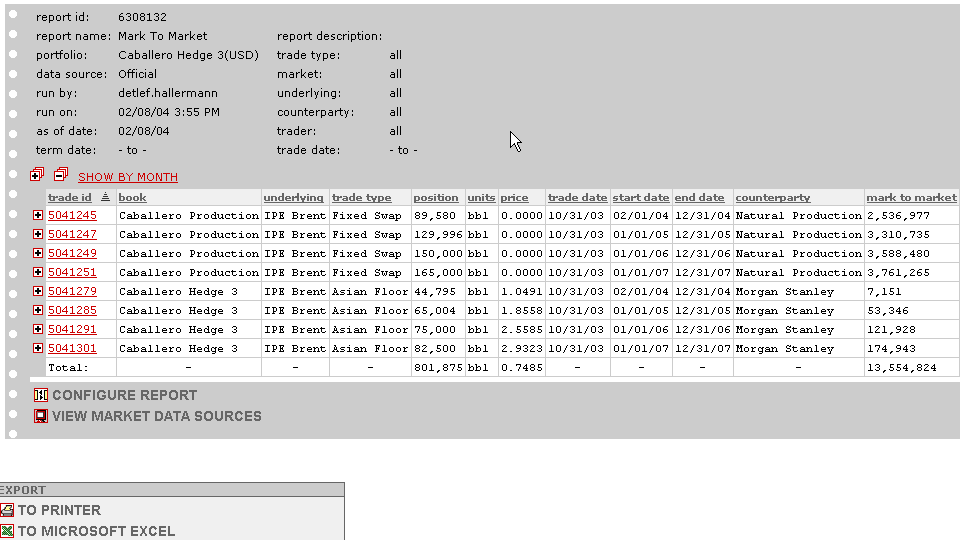 report id: 6308132
report name: Mark To Market report description:
portfolio: Caballero Hedge 3(USD) trade type: all
data source: Official market: all
run by: detlef.hallermann underlying: all
run on: 02/08/04 3:55 PM counterparty: all
as of date: 02/08/04 trader: all
term date: - to - trade date: - to -
SHOW BY MONTH
trade id book underlying trade type position units price trade date start date end date counterparty mark to market
5041245 Caballero Production IPE Brent Fixed Swap 89,580 bbl 0.0000 10/31/03 02/01/04 12/31/04 Natural Production 2,536,977
5041247 Caballero Production IPE Brent Fixed Swap 129,996 bbl 0.0000 10/31/03 01/01/05 12/31/05 Natural Production 3,310,735
5041249 Caballero Production IPE Brent Fixed Swap 150,000 bbl 0.0000 10/31/03 01/01/06 12/31/06 Natural Production 3,588,480
5041251 Caballero Production IPE Brent Fixed Swap 165,000 bbl 0.0000 10/31/03 01/01/07 12/31/07 Natural Production 3,761,265
5041279 Caballero Hedge 3 IPE Brent Asian Floor 44,795 bbl 1.0491 10/31/03 02/01/04 12/31/04 Morgan Stanley 7,151
5041285 Caballero Hedge 3 IPE Brent Asian Floor 65,004 bbl 1.8558 10/31/03 01/01/05 12/31/05 Morgan Stanley 53,346
5041291 Caballero Hedge 3 IPE Brent Asian Floor 75,000 bbl 2.5585 10/31/03 01/01/06 12/31/06 Morgan Stanley 121,928
5041301 Caballero Hedge 3 IPE Brent Asian Floor 82,500 bbl 2.9323 10/31/03 01/01/07 12/31/07 Morgan Stanley 174,943
Total: - - - 801,875 bbl 0.7485 - - - - 13,554,824
CONFIGURE REPORT
VIEW MARKET DATA SOURCES
EXPORT
TO PRINTER
TO MICROSOFT EXCEL